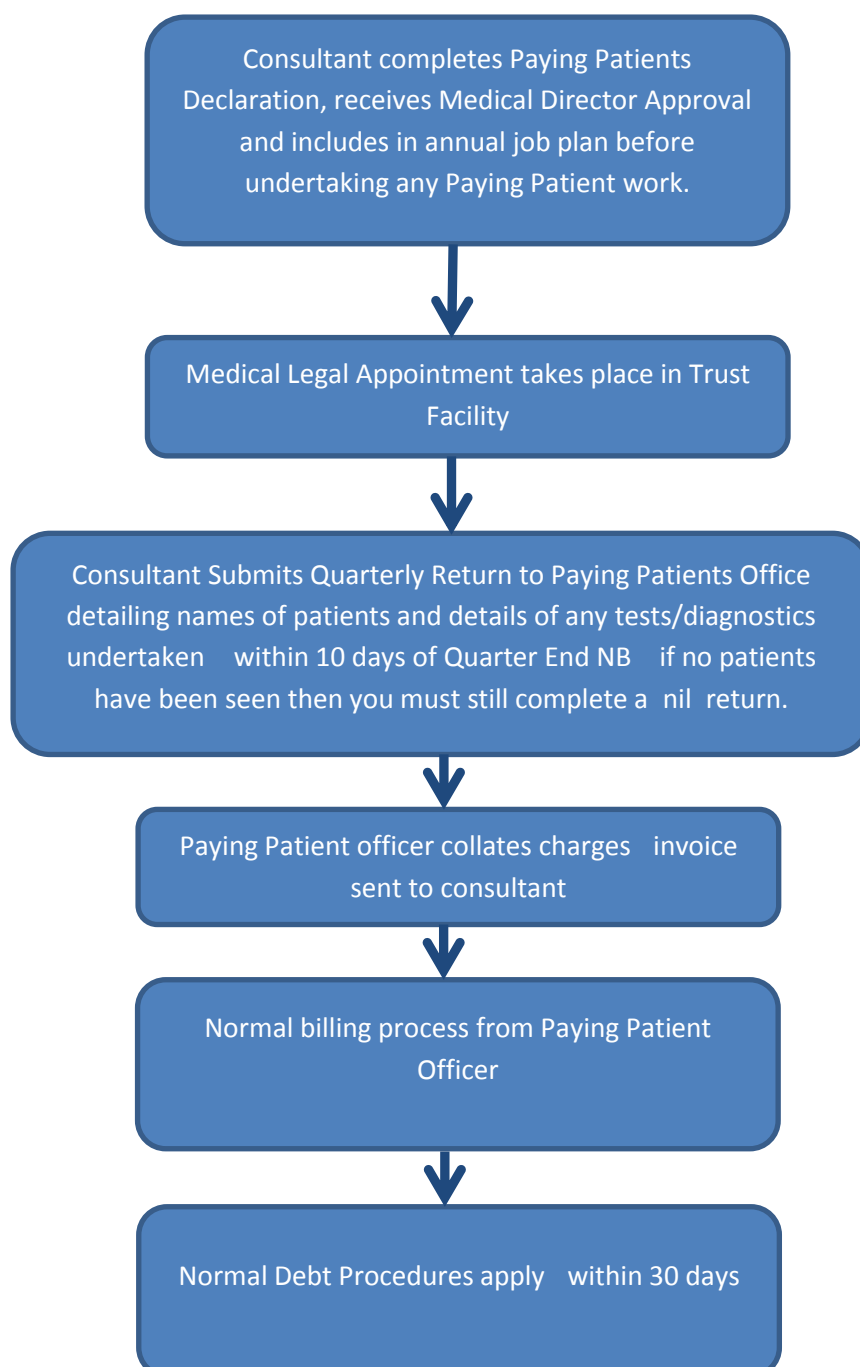 Consultant completes Paying Patients
Declaration, receives Medical Director Approval
and includes in annual job plan before
undertaking any Paying Patient work.
Medical Legal Appointment takes place in Trust
Facility
Consultant Submits Quarterly Return to Paying Patients Office
detailing names of patients and details of any tests/diagnostics
undertaken within 10 days of Quarter End NB if no patients
have been seen then you must still complete a nil return.
Paying Patient officer collates charges invoice
sent to consultant
Normal billing process from Paying Patient
Officer
Normal Debt Procedures apply within 30 days